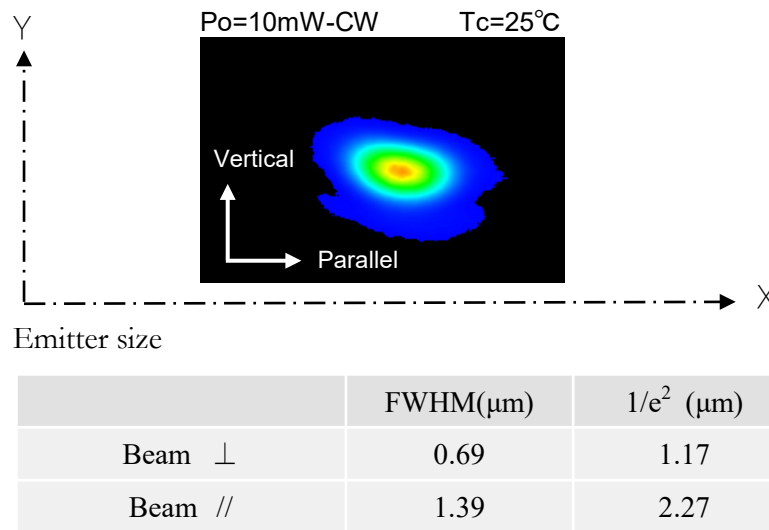 Y
Po=10mW-CW Tc=25℃
Vertical
Parallel
X
Emitter size
FWHM(μm) 1/e² (μm)
Beam ⊥ 0.69 1.17
Beam // 1.39 2.27